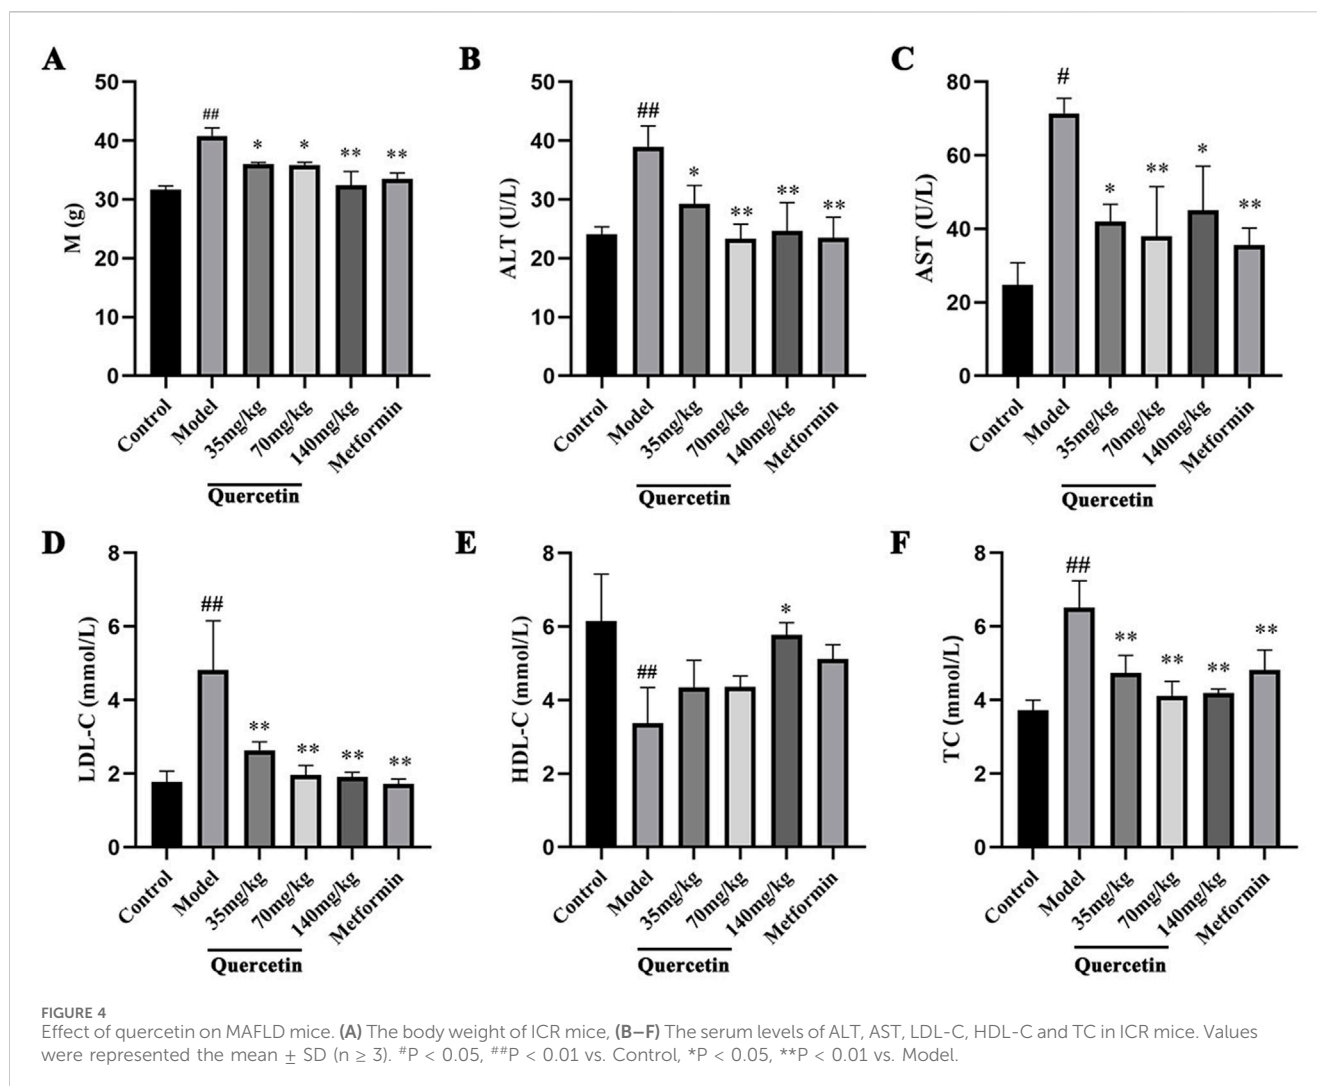 A
B
C
50
40
30
20
10
0
M (g)
##
*
*
**
**
Control
Model
35mg/kg
70mg/kg
140mg/kg
Metformin
Quercetin
50
40
30
20
10
0
ALT (U/L)
##
*
**
**
**
Control
Model
35mg/kg
70mg/kg
140mg/kg
Metformin
Quercetin
80
60
40
20
0
AST (U/L)
#
*
**
*
**
Control
Model
35mg/kg
70mg/kg
140mg/kg
Metformin
Quercetin
D
E
F
8
6
4
2
0
LDL-C (mmol/L)
##
**
**
**
**
Control
Model
35mg/kg
70mg/kg
140mg/kg
Metformin
Quercetin
8
6
4
2
0
HDL-C (mmol/L)
##
*
Control
Model
35mg/kg
70mg/kg
140mg/kg
Metformin
Quercetin
8
6
4
2
0
TC (mmol/L)
##
**
**
**
**
Control
Model
35mg/kg
70mg/kg
140mg/kg
Metformin
Quercetin
FIGURE 4
Effect of quercetin on MAFLD mice. (A) The body weight of ICR mice, (B–F) The serum levels of ALT, AST, LDL-C, HDL-C and TC in ICR mice. Values
were represented the mean ± SD (n ≥ 3). #P < 0.05, ##P < 0.01 vs. Control, *P < 0.05, **P < 0.01 vs. Model.